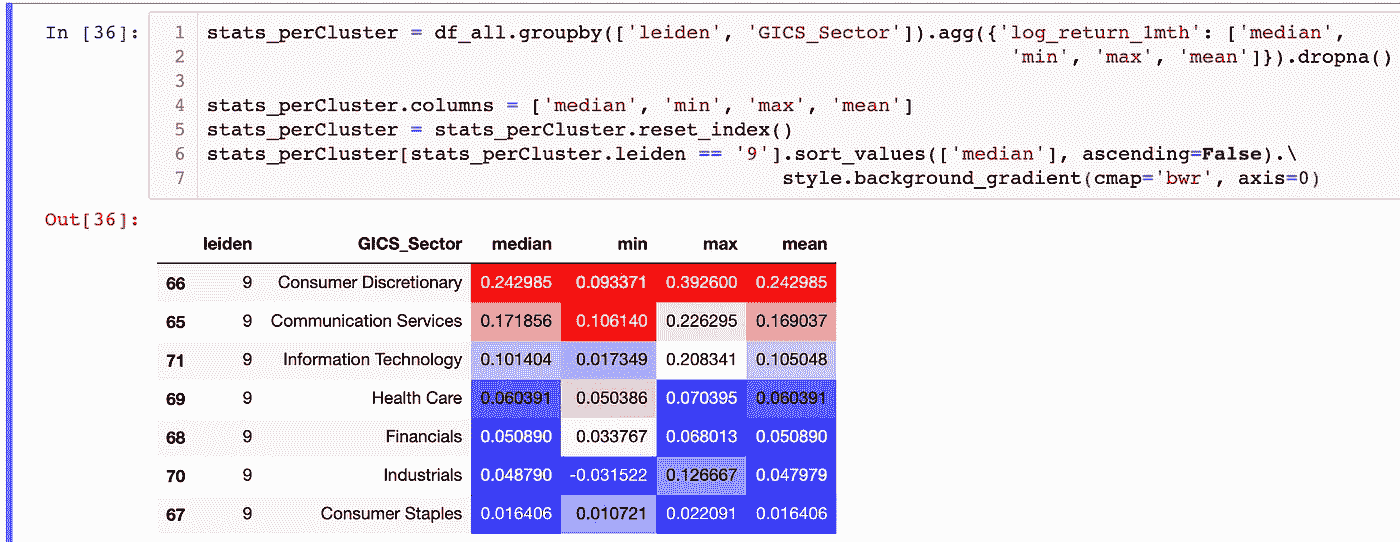 In [36]:
1 stats_perCluster = df_all.groupby(['leiden', 'GICS_Sector']).agg({'log_return_1mth': ['median',
2 'min', 'max', 'mean']}).dropna()
3
4 stats_perCluster.columns = ['median', 'min', 'max', 'mean']
5 stats_perCluster = stats_perCluster.reset_index()
6 stats_perCluster[stats_perCluster.leiden == '9'].sort_values(['median'], ascending=False).\
7 style.background_gradient(cmap='bwr', axis=0)
Out[36]:
leiden GICS_Sector median min max mean
66 9 Consumer Discretionary 0.242985 0.093371 0.392600 0.242985
65 9 Communication Services 0.171856 0.106140 0.226295 0.169037
71 9 Information Technology 0.101404 0.017349 0.208341 0.105048
69 9 Health Care 0.060391 0.050386 0.070395 0.060391
68 9 Financials 0.050890 0.033767 0.068013 0.050890
70 9 Industrials 0.048790 -0.031522 0.126667 0.047979
67 9 Consumer Staples 0.016406 0.010721 0.022091 0.016406